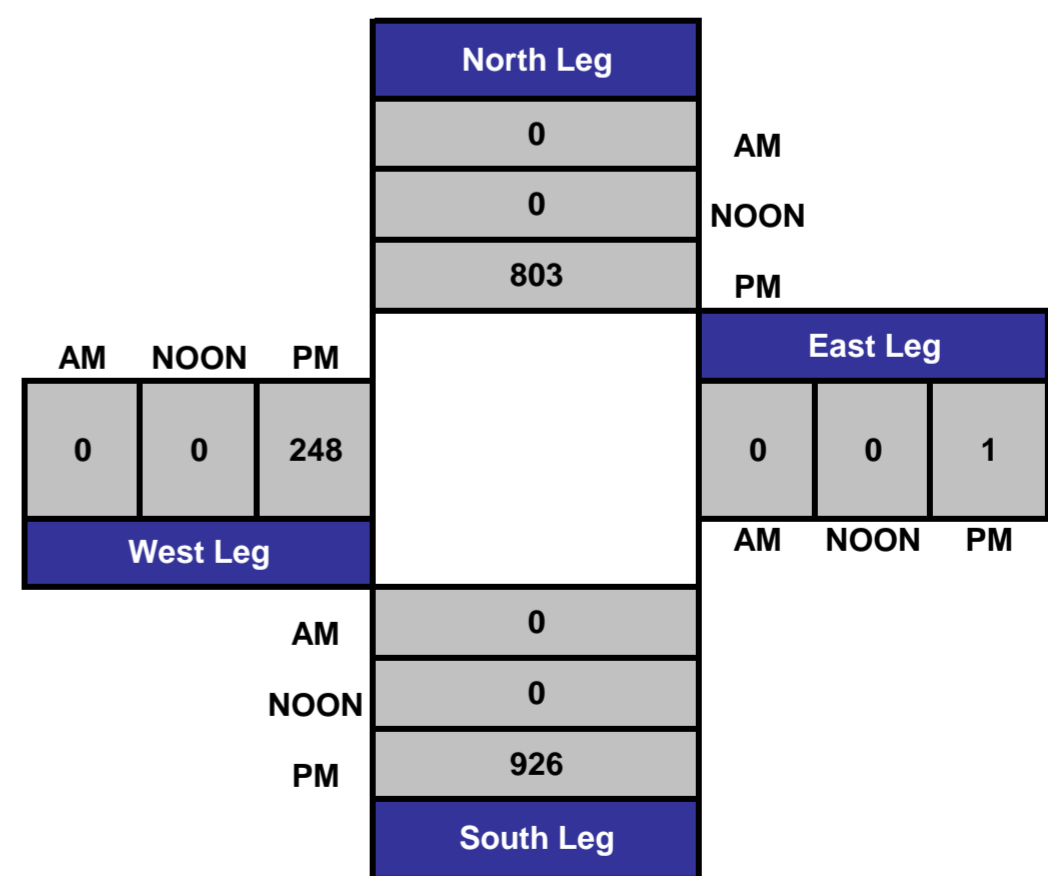 North Leg
0
AM
0
NOON
803
PM
East Leg
AM NOON PM
0 0 248
0 0 1
West Leg
AM NOON PM
AM
0
NOON
0
PM
926
South Leg